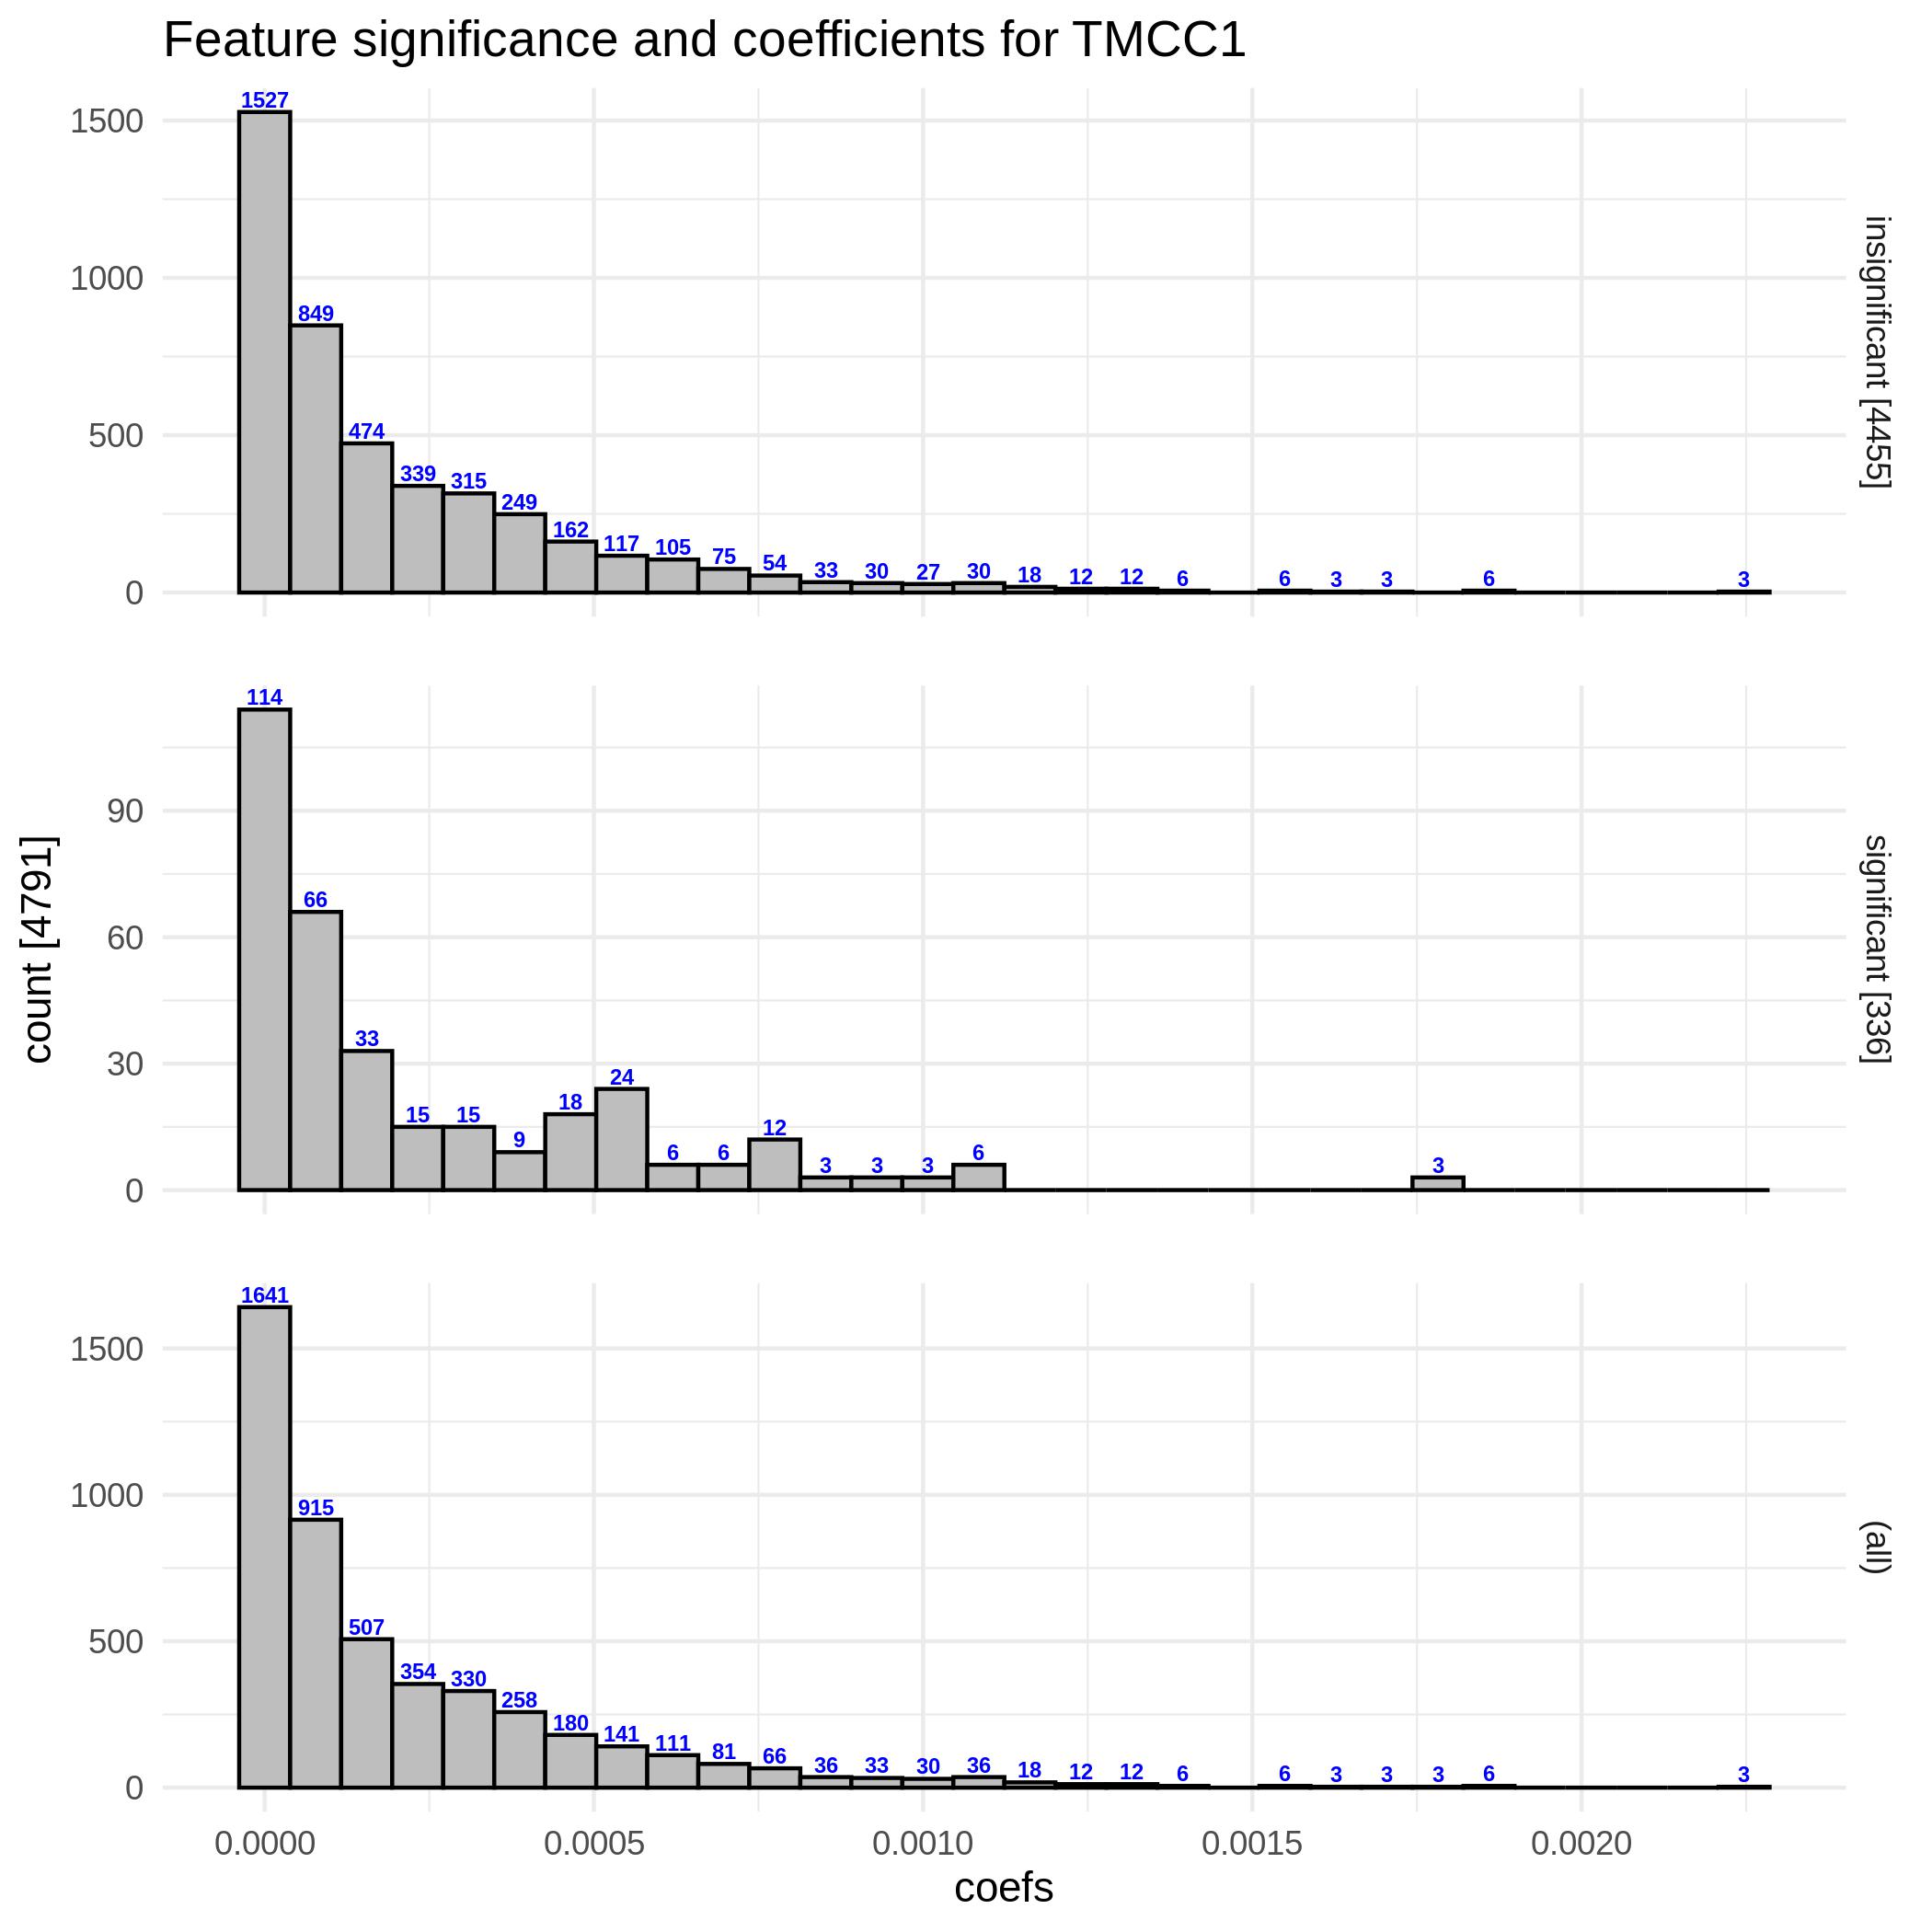 Feature significance and coefficients for TMCC1
1527
1500
849
1000
474
500
339 315 249 162 117 105 75 54 33 30 27 30 18 12 12 6 6 3 3 6 3
0
insignificant [4455]
114
90
66
60
33
30
15 15 9 18 24 6 6 12 3 3 3 6 3
0
significant [336]
count [4791]
1641
1500
915
1000
507
500
354 330 258 180 141 111 81 66 36 33 30 36 18 12 12 6 6 3 3 3 6 3
0
(all)
0.0000 0.0005 0.0010 0.0015 0.0020
coefs